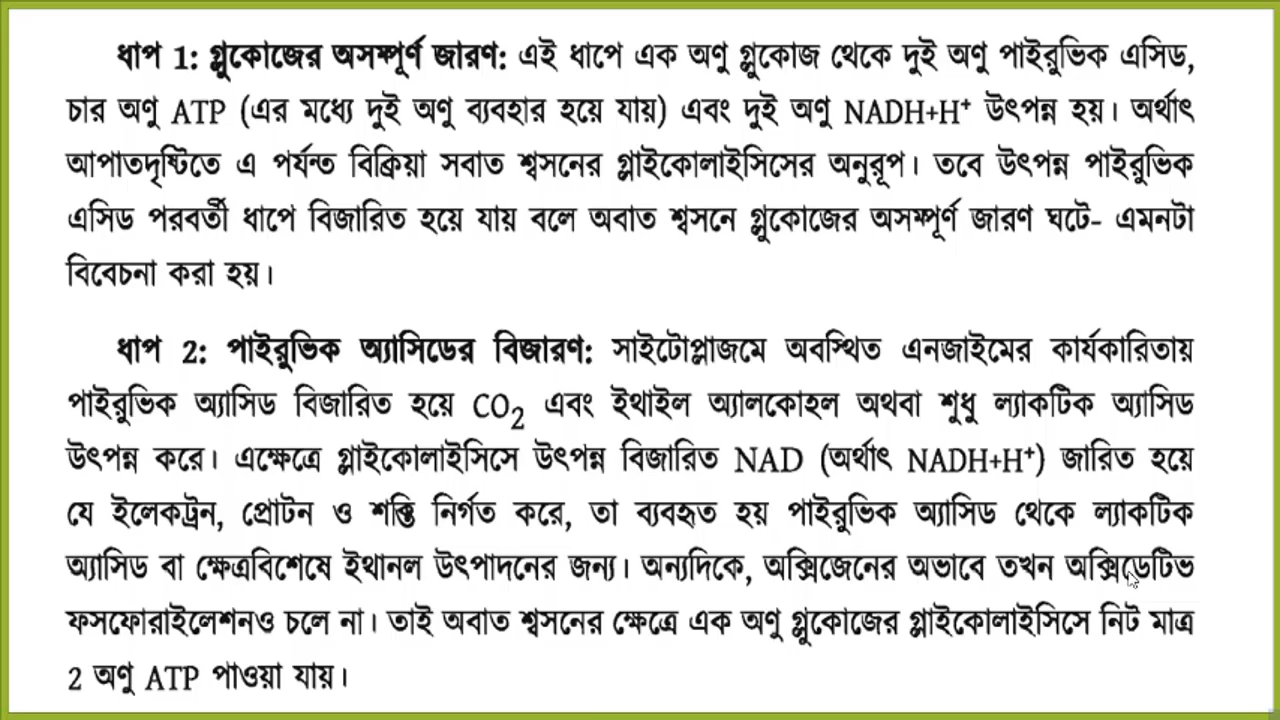 ধাপ 1: গ্লুকোজের অসম্পূর্ণ জারণ: এই ধাপে এক অণু গ্লুকোজ থেকে দুই অণু পাইরুভিক এসিড,
চার অণু ATP (এর মধ্যে দুই অণু ব্যবহার হয়ে যায়) এবং দুই অণু NADH+H⁺ উৎপন্ন হয়। অর্থাৎ
আপাতদৃষ্টিতে এ পর্যন্ত বিক্রিয়া সবাত শ্বসনের গ্লাইকোলাইসিসের অনুরূপ। তবে উৎপন্ন পাইরুভিক
এসিড পরবর্তী ধাপে বিজারিত হয়ে যায় বলে অবাত শ্বসনে গ্লুকোজের অসম্পূর্ণ জারণ ঘটে- এমনটা
বিবেচনা করা হয়।
ধাপ 2: পাইরুভিক অ্যাসিডের বিজারণ: সাইটোপ্লাজমে অবস্থিত এনজাইমের কার্যকারিতায়
পাইরুভিক অ্যাসিড বিজারিত হয়ে CO₂ এবং ইথাইল অ্যালকোহল অথবা শুধু ল্যাকটিক অ্যাসিড
উৎপন্ন করে। এক্ষেত্রে গ্লাইকোলাইসিসে উৎপন্ন বিজারিত NAD (অর্থাৎ NADH+H⁺) জারিত হয়ে
যে ইলেকট্রন, প্রোটন ও শক্তি নির্গত করে, তা ব্যবহৃত হয় পাইরুভিক অ্যাসিড থেকে ল্যাকটিক
অ্যাসিড বা ক্ষেত্রবিশেষে ইথানল উৎপাদনের জন্য। অন্যদিকে, অক্সিজেনের অভাবে তখন অক্সিডেটিভ
ফসফোরাইলেশনও চলে না। তাই অবাত শ্বসনের ক্ষেত্রে এক অণু গ্লুকোজের গ্লাইকোলাইসিসে নিট মাত্র
2 অণু ATP পাওয়া যায়।